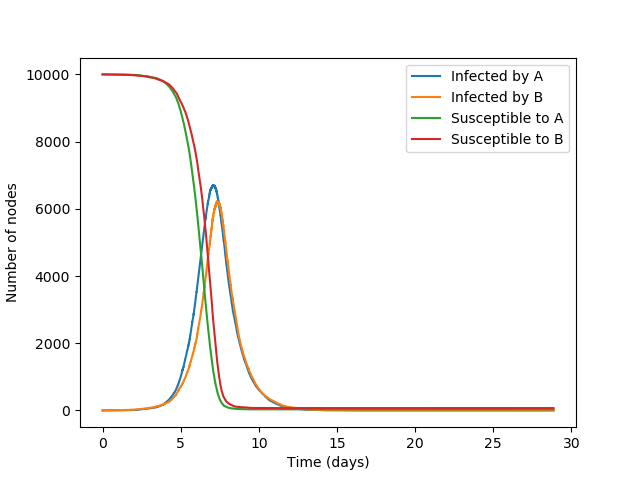 Infected by A
Infected by B
Susceptible to A
Susceptible to B
10000
8000
6000
4000
2000
0
Number of nodes
0 5 10 15 20 25 30
Time (days)